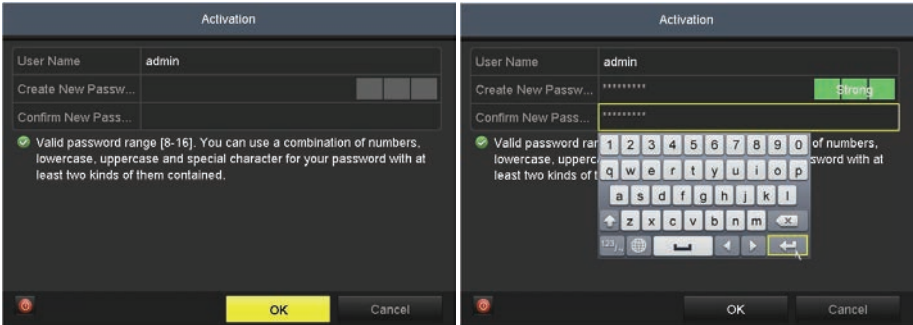 Activation
User Name admin
Create New Passw...
Confirm New Pass...
Valid password range [8-16]. You can use a combination of numbers,
lowercase, uppercase and special character for your password with at
least two kinds of them contained.
OK Cancel
Activation
User Name admin
Create New Passw... ********* Strong
Confirm New Pass... *********
Valid password ran of numbers,
lowercase, upperc sword with at
least two kinds of t
1 2 3 4 5 6 7 8 9 0
q w e r t y u i o p
a s d f g h j k l
z x c v b n m
123,..
OK Cancel